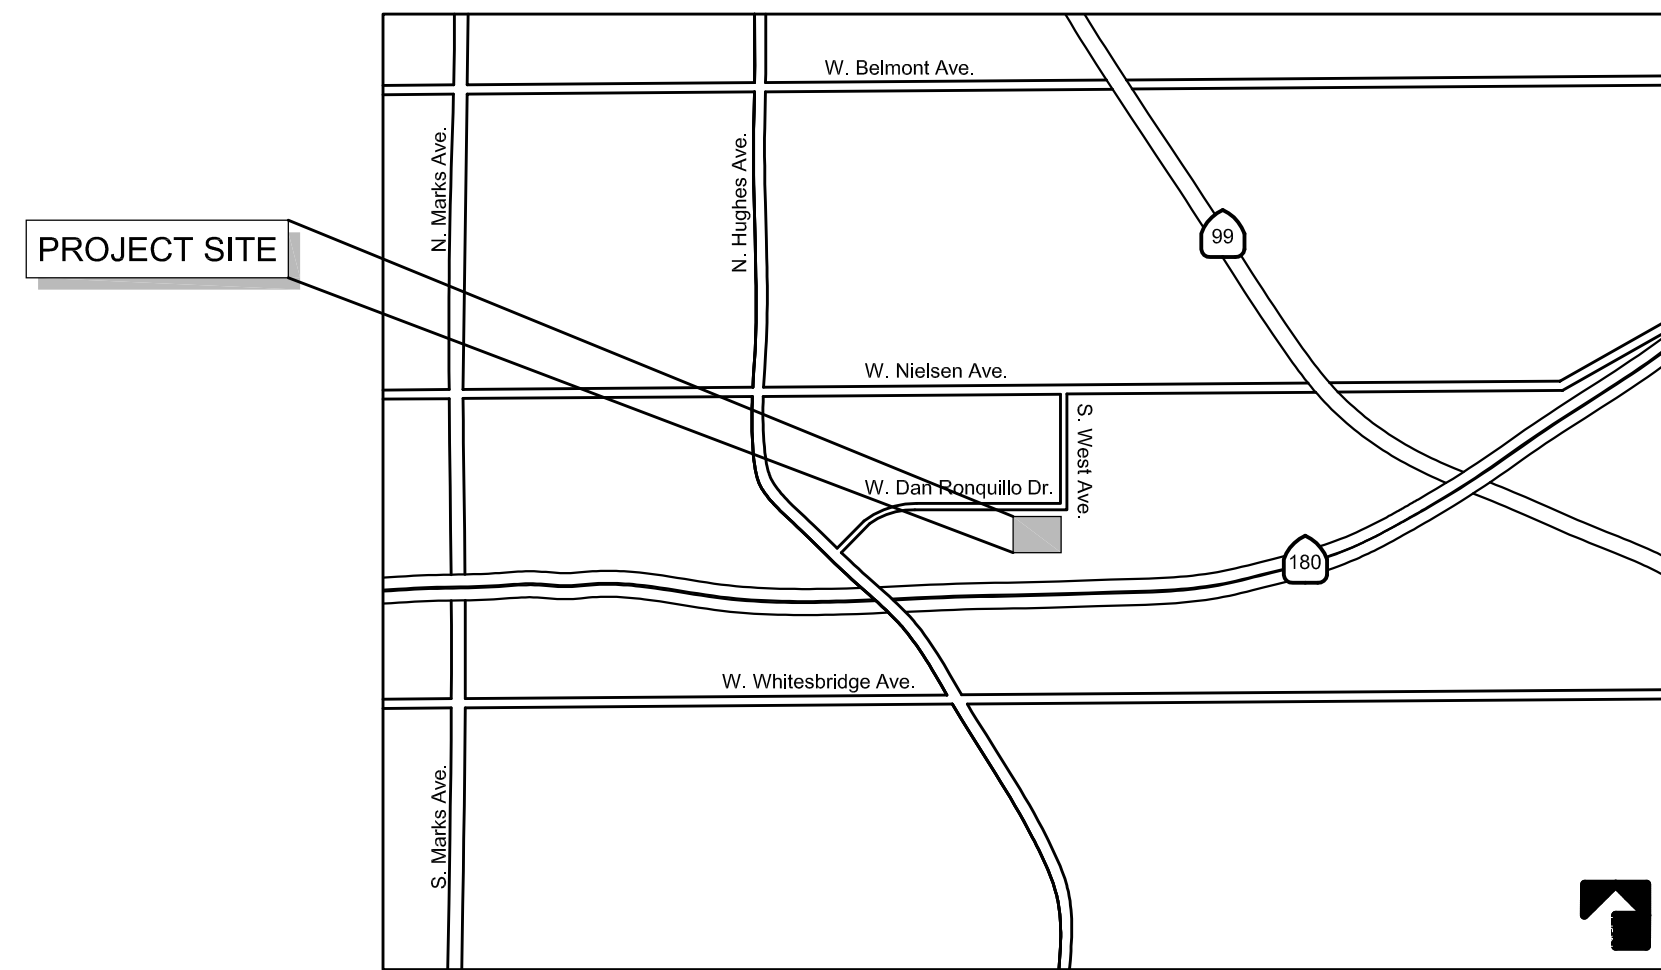 W. Belmont Ave.
N. Marks Ave.
N. Hughes Ave.
PROJECT SITE
99
W. Nielsen Ave.
S. West Ave.
W. Dan Ronquillo Dr.
180
W. Whitesbridge Ave.
S. Marks Ave.